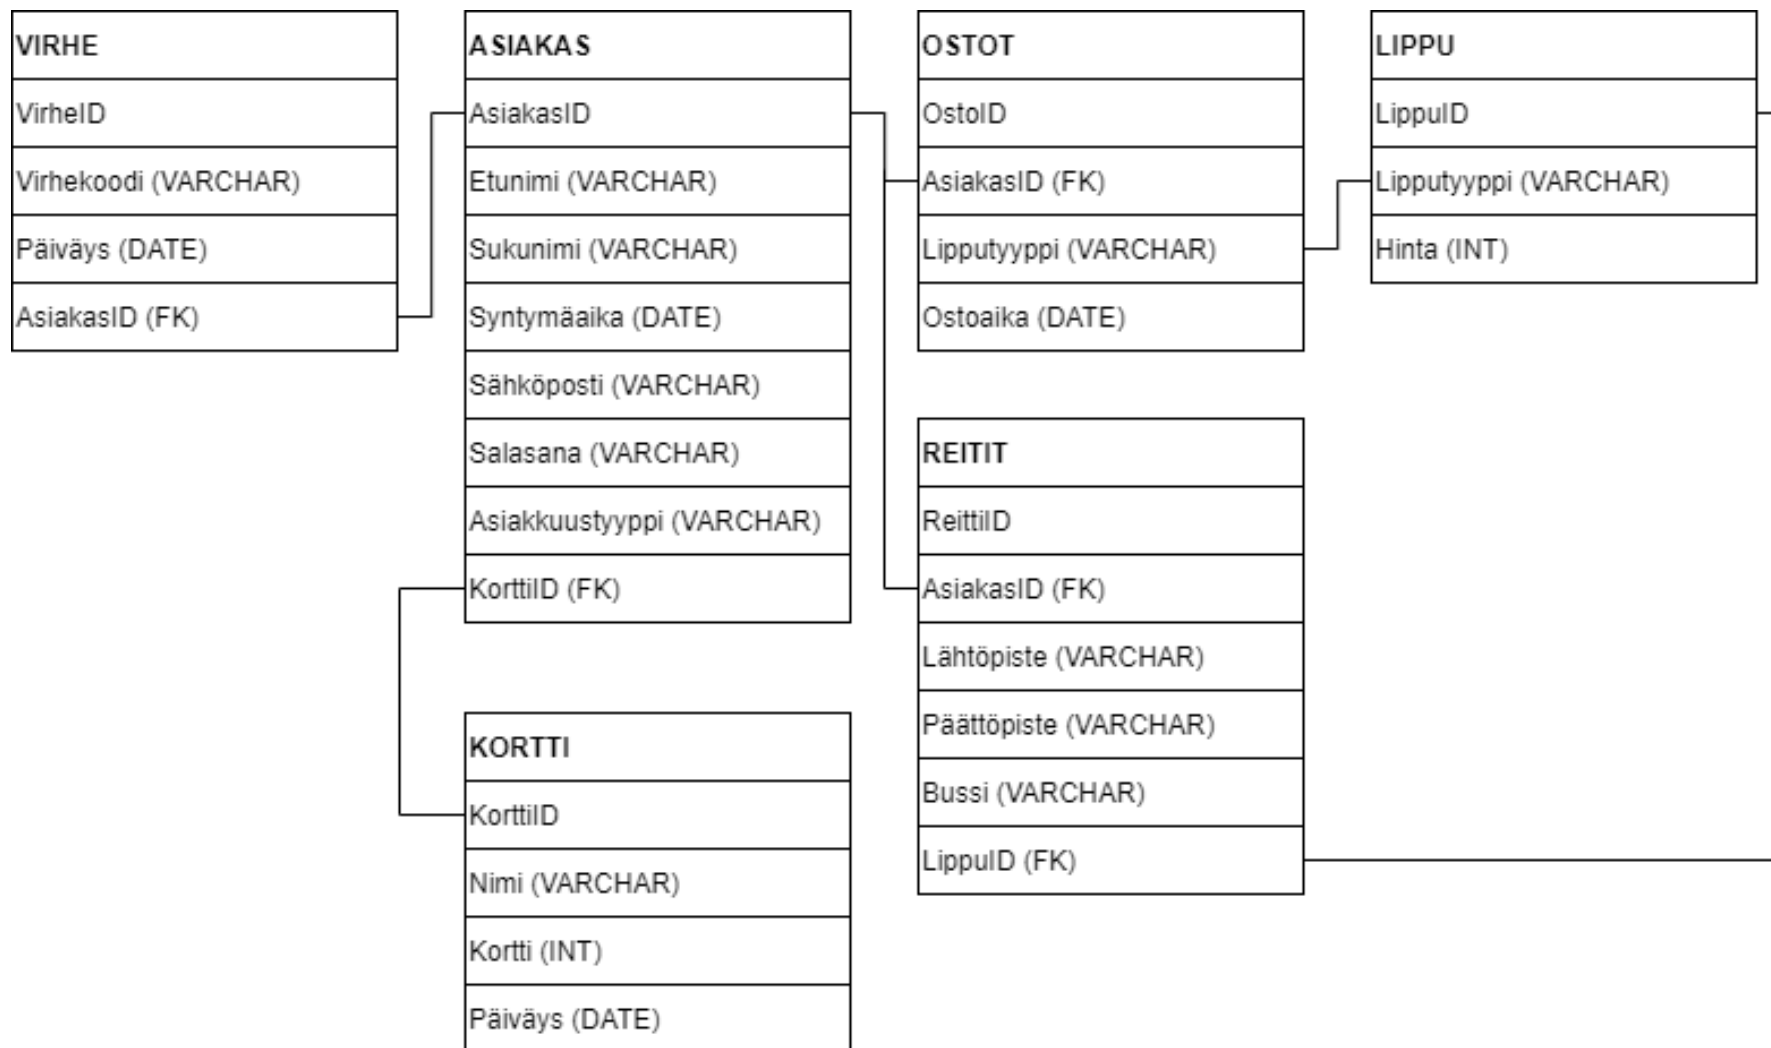 VIRHE
VirheID
Virhekoodi (VARCHAR)
Päiväys (DATE)
AsiakasID (FK)
ASIAKAS
AsiakasID
Etunimi (VARCHAR)
Sukunimi (VARCHAR)
Syntymäaika (DATE)
Sähköposti (VARCHAR)
Salasana (VARCHAR)
Asiakkuustyyppi (VARCHAR)
KorttiID (FK)
KORTTI
KorttiID
Nimi (VARCHAR)
Kortti (INT)
Päiväys (DATE)
OSTOT
OstoID
AsiakasID (FK)
Lipputyyppi (VARCHAR)
Ostoaika (DATE)
REITIT
ReittiID
AsiakasID (FK)
Lähtöpiste (VARCHAR)
Päättöpiste (VARCHAR)
Bussi (VARCHAR)
LippuID (FK)
LIPPU
LippuID
Lipputyyppi (VARCHAR)
Hinta (INT)